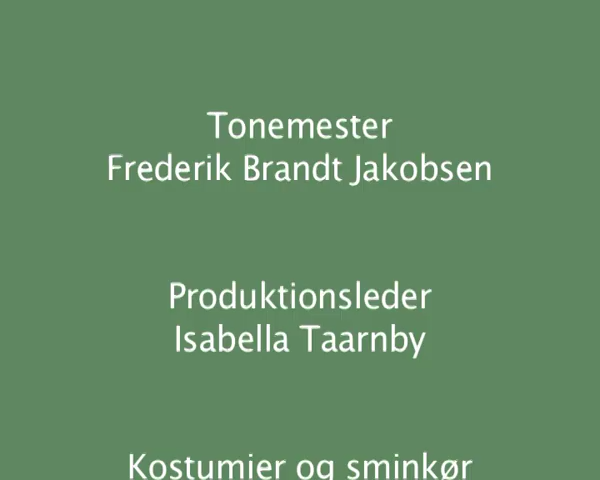 Tonemester
Frederik Brandt Jakobsen
Produktionsleder
Isabella Taarnby
Kostumier og sminkør